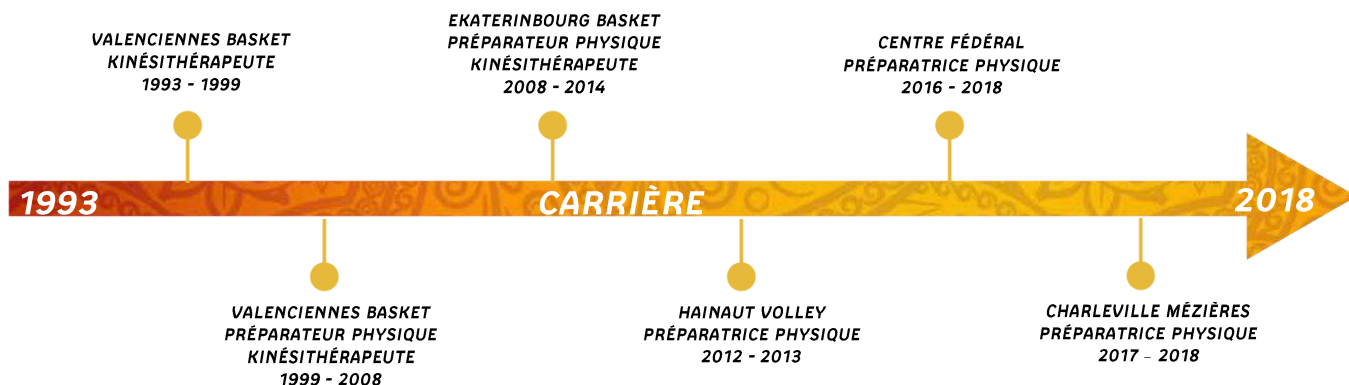 VALENCIENNES BASKET
KINÉSITHÉRAPEUTE
1993 - 1999
EKATERINBOURG BASKET
PRÉPARATEUR PHYSIQUE
KINÉSITHÉRAPEUTE
2008 - 2014
CENTRE FÉDÉRAL
PRÉPARATRICE PHYSIQUE
2016 - 2018
1993
CARRIÈRE
2018
VALENCIENNES BASKET
PRÉPARATEUR PHYSIQUE
KINÉSITHÉRAPEUTE
1999 - 2008
HAINAUT VOLLEY
PRÉPARATRICE PHYSIQUE
2012 - 2013
CHARLEVILLE MÉZIÈRES
PRÉPARATRICE PHYSIQUE
2017 – 2018